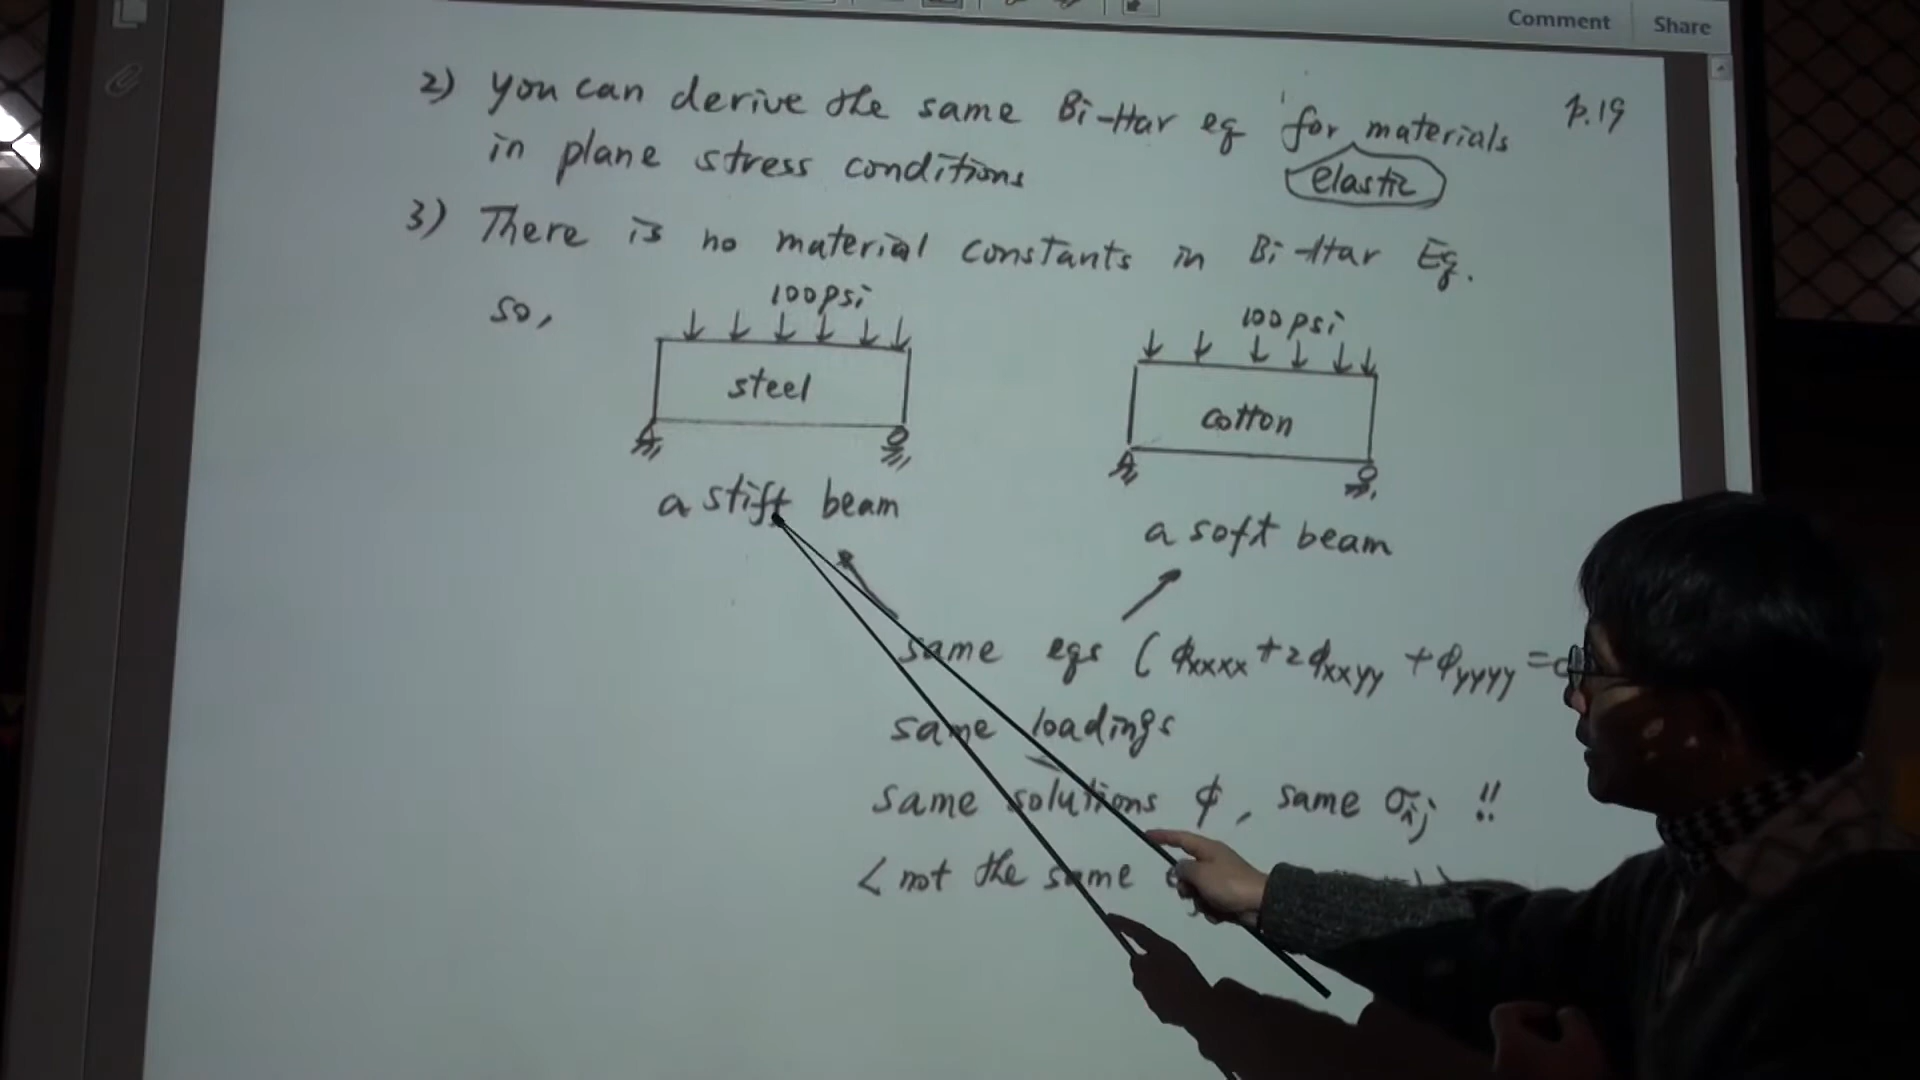 Comment Share
p.19
2) you can derive the same Bi-Har eq for materials
elastic
in plane stress conditions
3) There is no material constants in Bi-Har Eq.
so,
100psi
100psi
steel
cotton
a stiff beam
a soft beam
same eqs ( ϕxxxx + 2ϕxxyy + ϕyyyy =
same loadings
same solutions ϕ, same σij !!
< not the same